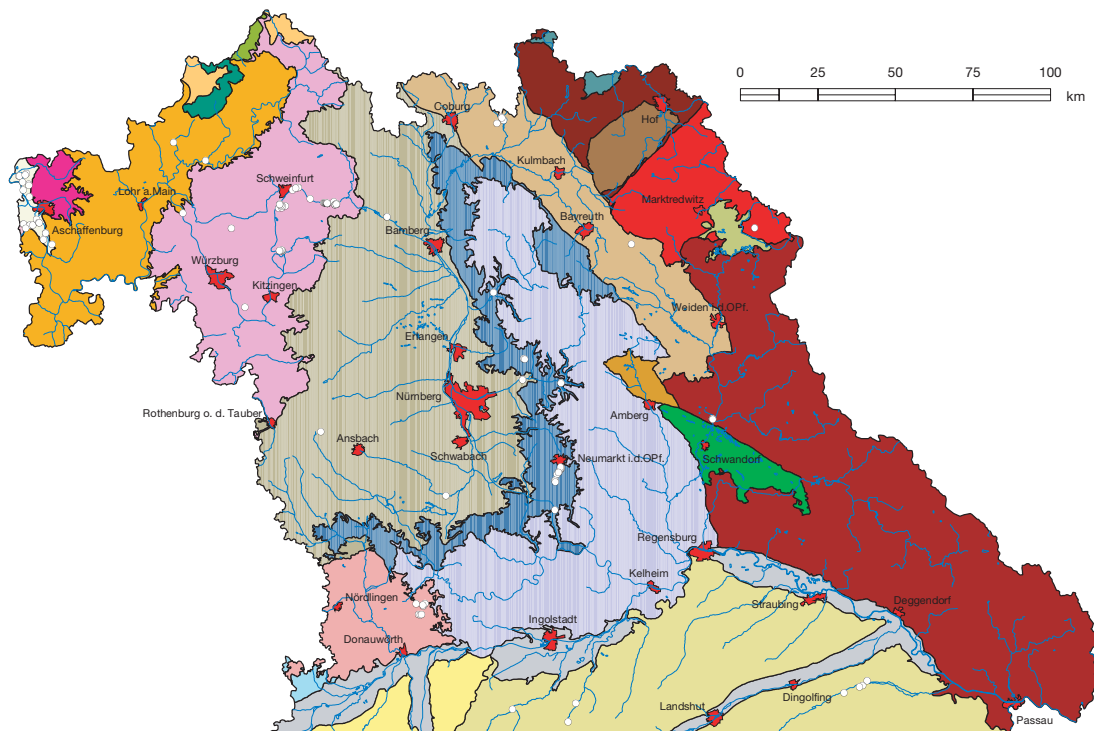 0 25 50 75 100
km
Coburg
Hof
Kulmbach
Schweinfurt
Lohr a.Main
Marktredwitz
Bayreuth
Aschaffenburg
Bamberg
Würzburg
Kitzingen
Weiden i.d.OPf.
Erlangen
Nürnberg
Rothenburg o. d. Tauber
Amberg
Ansbach
Schwabach
Neumarkt i.d.OPf.
Schwandorf
Regensburg
Kelheim
Nördlingen
Straubing
Deggendorf
Ingolstadt
Donauwörth
Dingolfing
Landshut
Passau